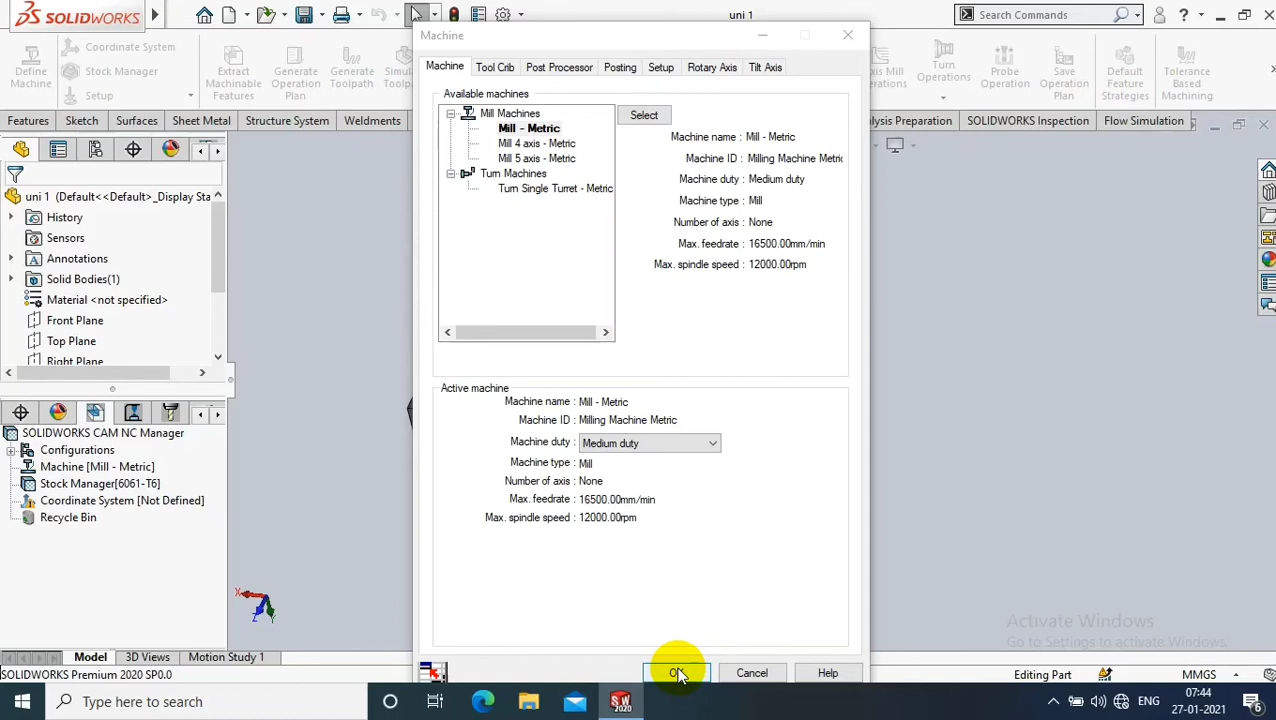 SOLIDWORKS
uni 1
Search Commands
Define Machine
Coordinate System
Stock Manager
Setup
Extract Machinable Features
Generate Operation Plan
Generate Toolpath
Turn Operations
Probe Operation
Save Operation Plan
Default Feature Strategies
Tolerance Based Machining
Features
Sketch
Surfaces
Sheet Metal
Structure System
Weldments
SOLIDWORKS Inspection
Flow Simulation
Machine
Machine
Tool Crib
Post Processor
Posting
Setup
Rotary Axis
Tilt Axis
Available machines
Mill Machines
Mill - Metric
Mill 4 axis - Metric
Mill 5 axis - Metric
Turn Machines
Turn Single Turret - Metric
Select
Machine name : Mill - Metric
Machine ID : Milling Machine Metric
Machine duty : Medium duty
Machine type : Mill
Number of axis : None
Max. feedrate : 16500.00mm/min
Max. spindle speed : 12000.00rpm
Active machine
Machine name : Mill - Metric
Machine ID : Milling Machine Metric
Machine duty : Medium duty
Machine type : Mill
Number of axis : None
Max. feedrate : 16500.00mm/min
Max. spindle speed : 12000.00rpm
Cancel
Help
uni 1 (Default<<Default>_Display Sta
History
Sensors
Annotations
Solid Bodies(1)
Material <not specified>
Front Plane
Top Plane
Right Plane
SOLIDWORKS CAM NC Manager
Configurations
Machine [Mill - Metric]
Stock Manager[6061-T6]
Coordinate System [Not Defined]
Recycle Bin
X
Z
Y
Activate Windows
Go to Settings to activate Windows.
Model
3D Views
Motion Study 1
SOLIDWORKS Premium 2020 SP0.0
Editing Part
MMGS
Type here to search
ENG
07:44
27-01-2021
6